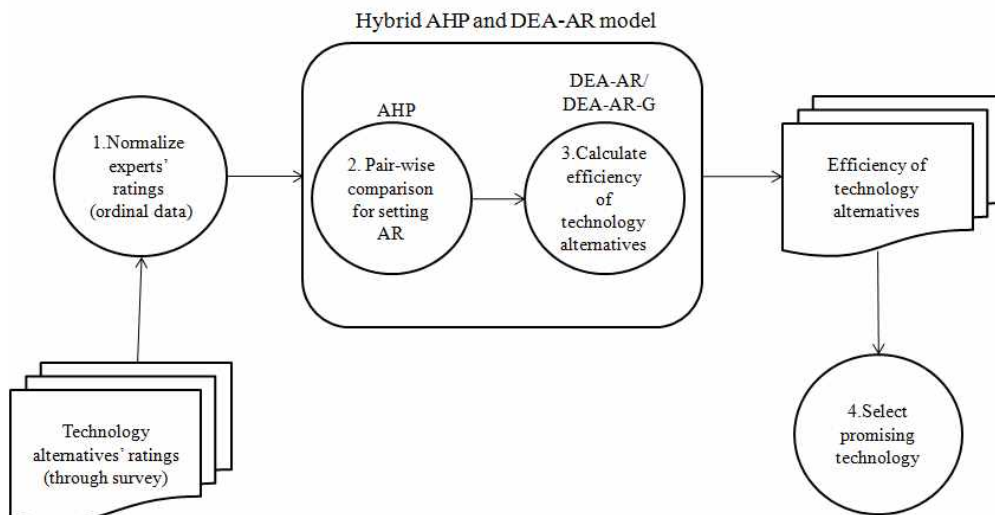 Hybrid AHP and DEA-AR model
1.Normalize
experts'
ratings
(ordinal data)
AHP
2. Pair-wise
comparison
for setting
AR
DEA-AR/
DEA-AR-G
3.Calculate
efficiency
of
technology
alternatives
Efficiency of
technology
alternatives
Technology
alternatives' ratings
(through survey)
4.Select
promising
technology